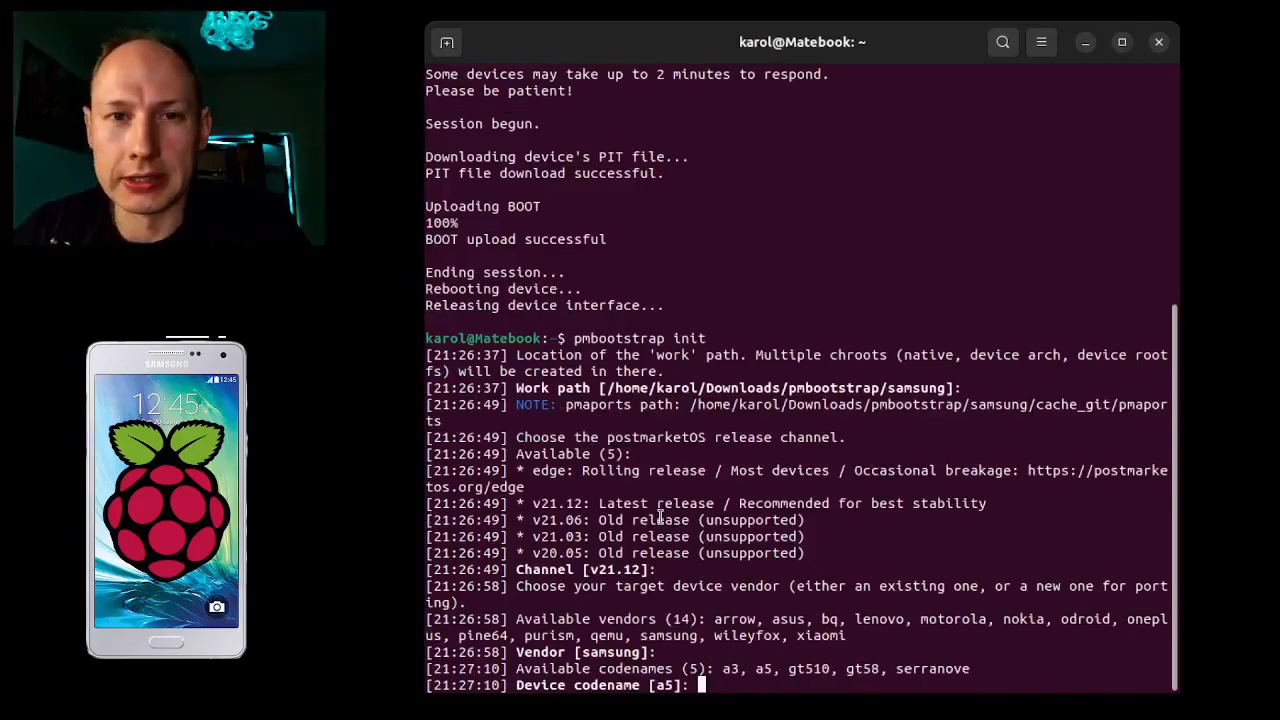 karol@Matebook: ~
Some devices may take up to 2 minutes to respond.
Please be patient!
Session begun.
Downloading device's PIT file...
PIT file download successful.
Uploading BOOT
100%
BOOT upload successful
Ending session...
Rebooting device...
Releasing device interface...
karol@Matebook:~$ pmbootstrap init
[21:26:37] Location of the 'work' path. Multiple chroots (native, device arch, device root
fs) will be created in there.
[21:26:37] Work path [/home/karol/Downloads/pmbootstrap/samsung]:
[21:26:49] NOTE: pmaports path: /home/karol/Downloads/pmbootstrap/samsung/cache_git/pmapor
ts
[21:26:49] Choose the postmarketOS release channel.
[21:26:49] Available (5):
[21:26:49] * edge: Rolling release / Most devices / Occasional breakage: https://postmarke
tos.org/edge
[21:26:49] * v21.12: Latest release / Recommended for best stability
[21:26:49] * v21.06: Old release (unsupported)
[21:26:49] * v21.03: Old release (unsupported)
[21:26:49] * v20.05: Old release (unsupported)
[21:26:49] Channel [v21.12]:
[21:26:58] Choose your target device vendor (either an existing one, or a new one for port
ing).
[21:26:58] Available vendors (14): arrow, asus, bq, lenovo, motorola, nokia, odroid, onepl
us, pine64, purism, qemu, samsung, wileyfox, xiaomi
[21:26:58] Vendor [samsung]:
[21:27:10] Available codenames (5): a3, a5, gt510, gt58, serranove
[21:27:10] Device codename [a5]:
SAMSUNG
12:45
12:45